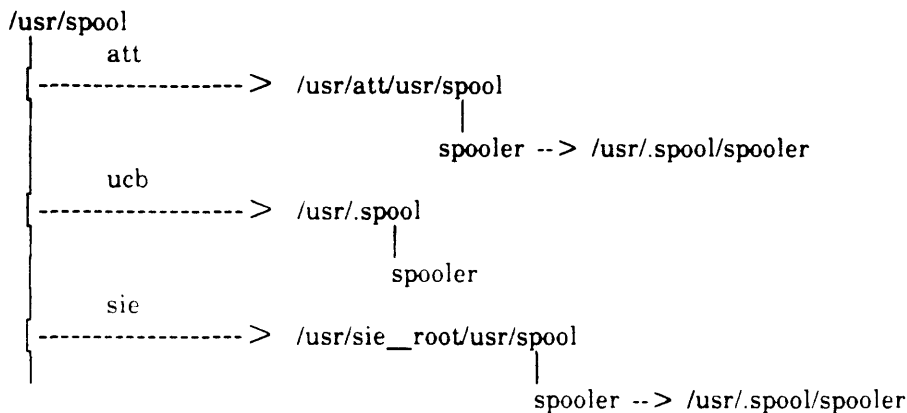 /usr/spool
att
-----------------> /usr/att/usr/spool
spooler --> /usr/.spool/spooler
ucb
-----------------> /usr/.spool
spooler
sie
-----------------> /usr/sie__root/usr/spool
spooler --> /usr/.spool/spooler